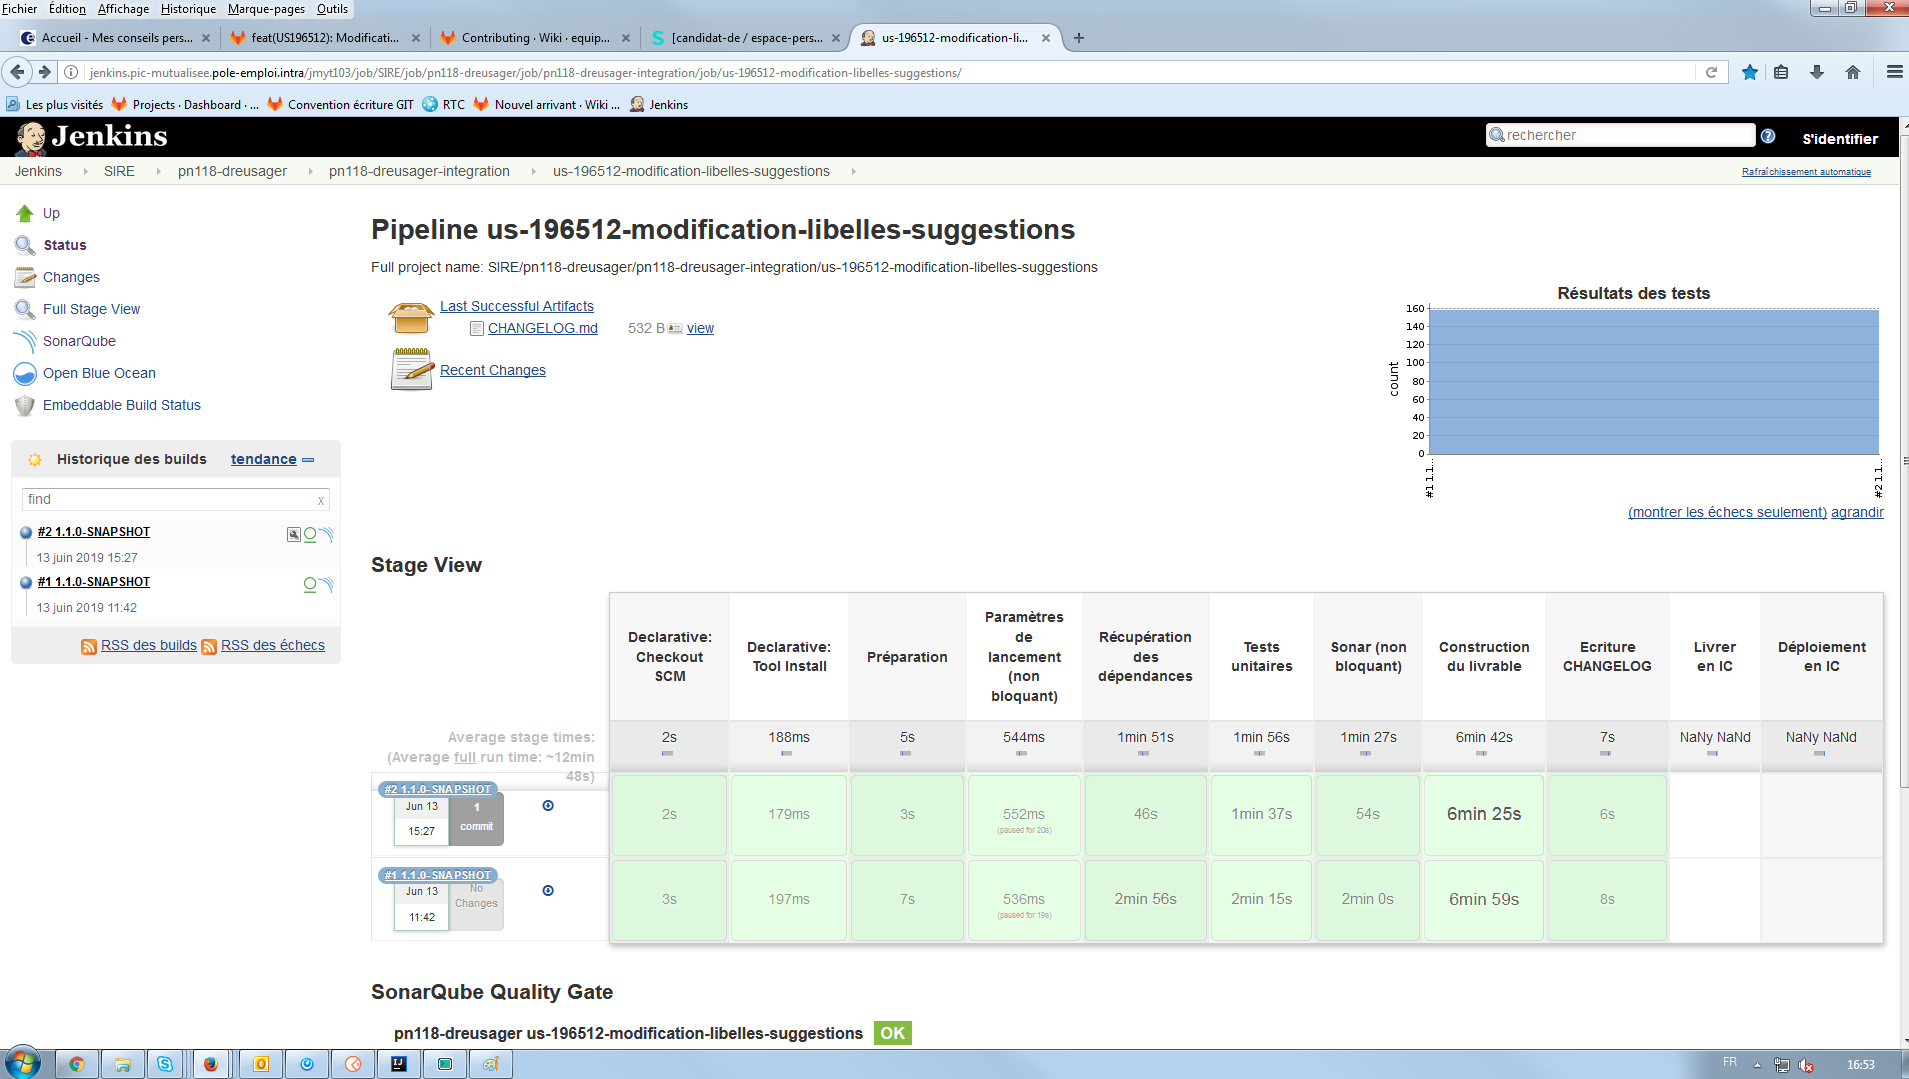 Fichier Édition Affichage Historique Marque-pages Outils
Accueil - Mes conseils pers...
feat(US196512): Modificati...
Contributing · Wiki · equip...
[candidat-de / espace-pers...
us-196512-modification-li...
jenkins.pic-mutualisee.pole-emploi.intra/jmyt103/job/SIRE/job/pn118-dreusager/job/pn118-dreusager-integration/job/us-196512-modification-libelles-suggestions/
Les plus visités
Projects · Dashboard · ...
Convention écriture GIT
RTC
Nouvel arrivant · Wiki ...
Jenkins
Jenkins
rechercher
S'identifier
Jenkins
SIRE
pn118-dreusager
pn118-dreusager-integration
us-196512-modification-libelles-suggestions
Rafraîchissement automatique
Up
Status
Changes
Full Stage View
SonarQube
Open Blue Ocean
Embeddable Build Status
Historique des builds tendance
find x
#2 1.1.0-SNAPSHOT
13 juin 2019 15:27
#1 1.1.0-SNAPSHOT
13 juin 2019 11:42
RSS des builds RSS des échecs
Pipeline us-196512-modification-libelles-suggestions
Full project name: SIRE/pn118-dreusager/pn118-dreusager-integration/us-196512-modification-libelles-suggestions
Last Successful Artifacts
CHANGELOG.md 532 B view
Recent Changes
Résultats des tests
count
160
140
120
100
80
60
40
20
0
#1 1.1...
#2 1.1...
(montrer les échecs seulement) agrandir
Stage View
Declarative: Checkout SCM
Declarative: Tool Install
Préparation
Paramètres de lancement (non bloquant)
Récupération des dépendances
Tests unitaires
Sonar (non bloquant)
Construction du livrable
Ecriture CHANGELOG
Livrer en IC
Déploiement en IC
Average stage times:
(Average full run time: ~12min 48s)
2s 188ms 5s 544ms 1min 51s 1min 56s 1min 27s 6min 42s 7s NaNy NaNd NaNy NaNd
#2 1.1.0-SNAPSHOT
Jun 13
15:27
1
commit
2s 179ms 3s 552ms 46s 1min 37s 54s 6min 25s 6s
(paused for 20s)
#1 1.1.0-SNAPSHOT
Jun 13
11:42
No
Changes
3s 197ms 7s 536ms 2min 56s 2min 15s 2min 0s 6min 59s 8s
(paused for 19s)
SonarQube Quality Gate
pn118-dreusager us-196512-modification-libelles-suggestions OK
FR
16:53